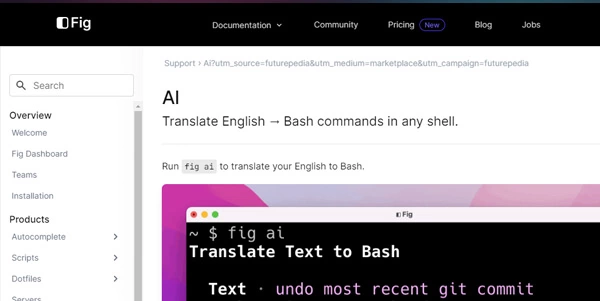 Fig
Documentation
Community
Pricing New
Blog
Jobs
Search
Support › Ai?utm_source=futurepedia&utm_medium=marketplace&utm_campaign=futurepedia
Overview
Welcome
Fig Dashboard
Teams
Installation
Products
Autocomplete
Scripts
Dotfiles
Servers
AI
Translate English → Bash commands in any shell.
Run fig ai to translate your English to Bash.
Fig
~ $ fig ai
Translate Text to Bash
Text · undo most recent git commit